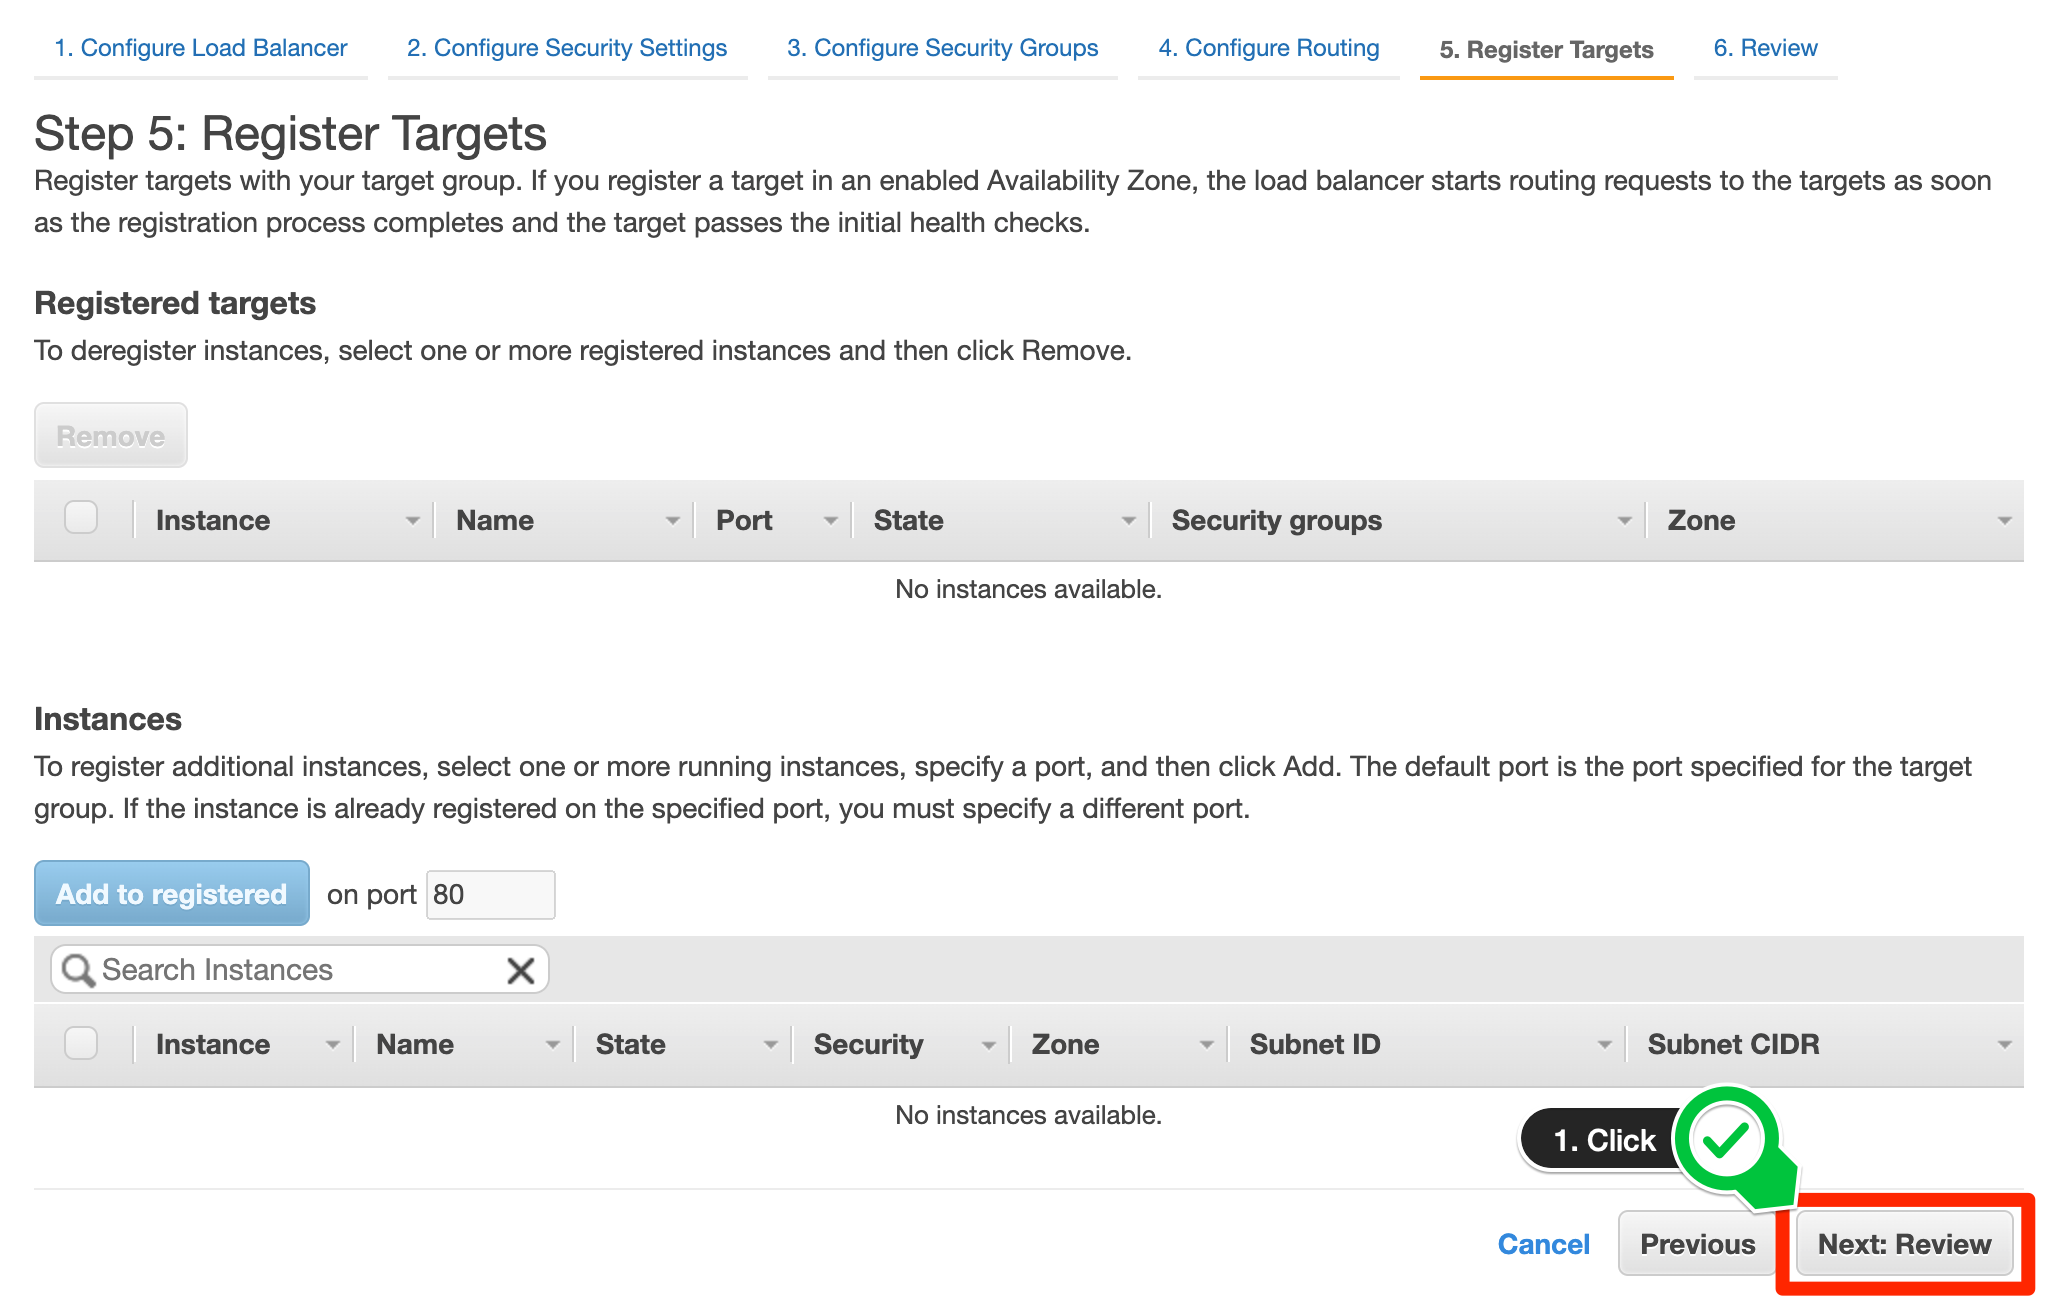 1. Configure Load Balancer 2. Configure Security Settings 3. Configure Security Groups 4. Configure Routing 5. Register Targets 6. Review
Step 5: Register Targets
Register targets with your target group. If you register a target in an enabled Availability Zone, the load balancer starts routing requests to the targets as soon
as the registration process completes and the target passes the initial health checks.
Registered targets
To deregister instances, select one or more registered instances and then click Remove.
Remove
Instance Name Port State Security groups Zone
No instances available.
Instances
To register additional instances, select one or more running instances, specify a port, and then click Add. The default port is the port specified for the target
group. If the instance is already registered on the specified port, you must specify a different port.
Add to registered on port 80
Search Instances
Instance Name State Security Zone Subnet ID Subnet CIDR
No instances available.
1. Click
Cancel Previous Next: Review